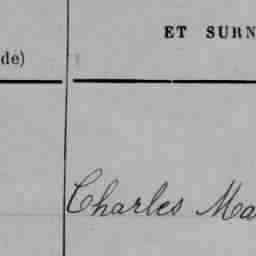 ET SURN
de)
Charles Ma